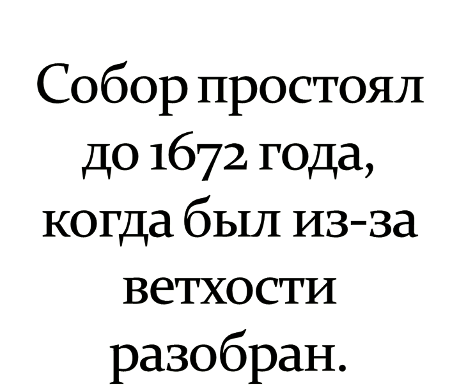 Собор простоял
до 1672 года,
когда был из-за
ветхости
разобран.